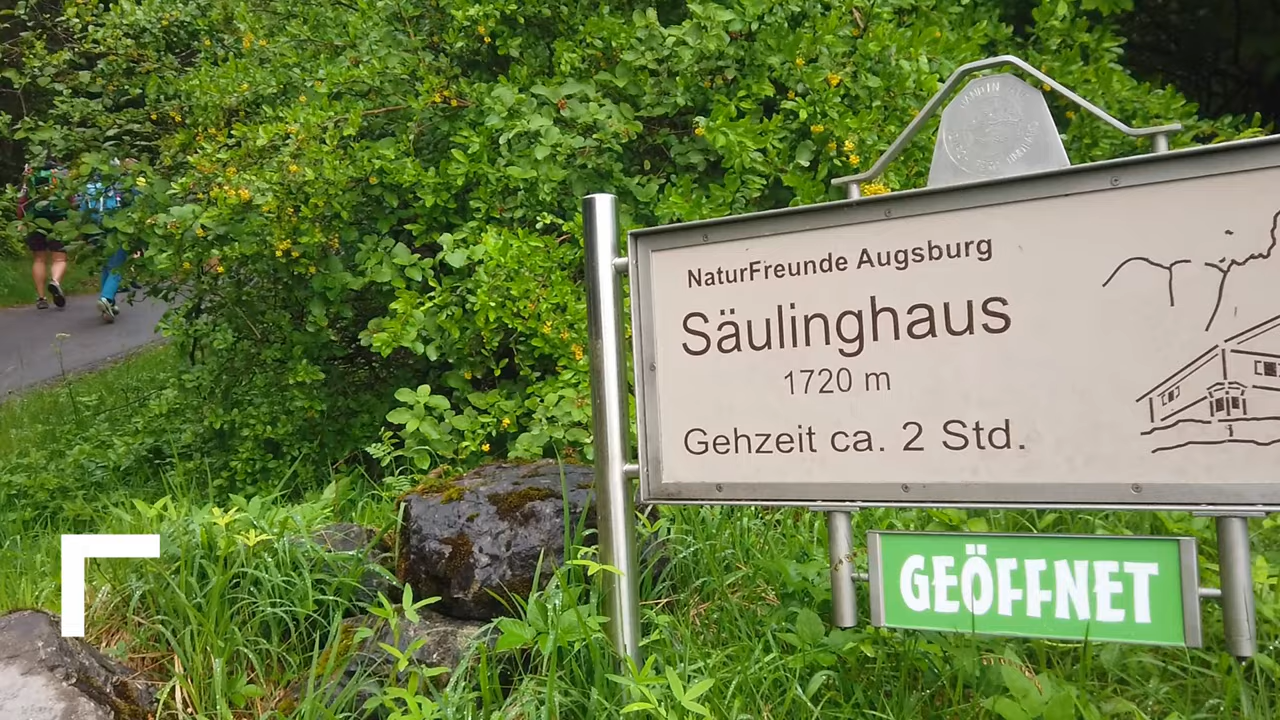 NaturFreunde Augsburg
Säulinghaus
1720 m
Gehzeit ca. 2 Std.
GEÖFFNET